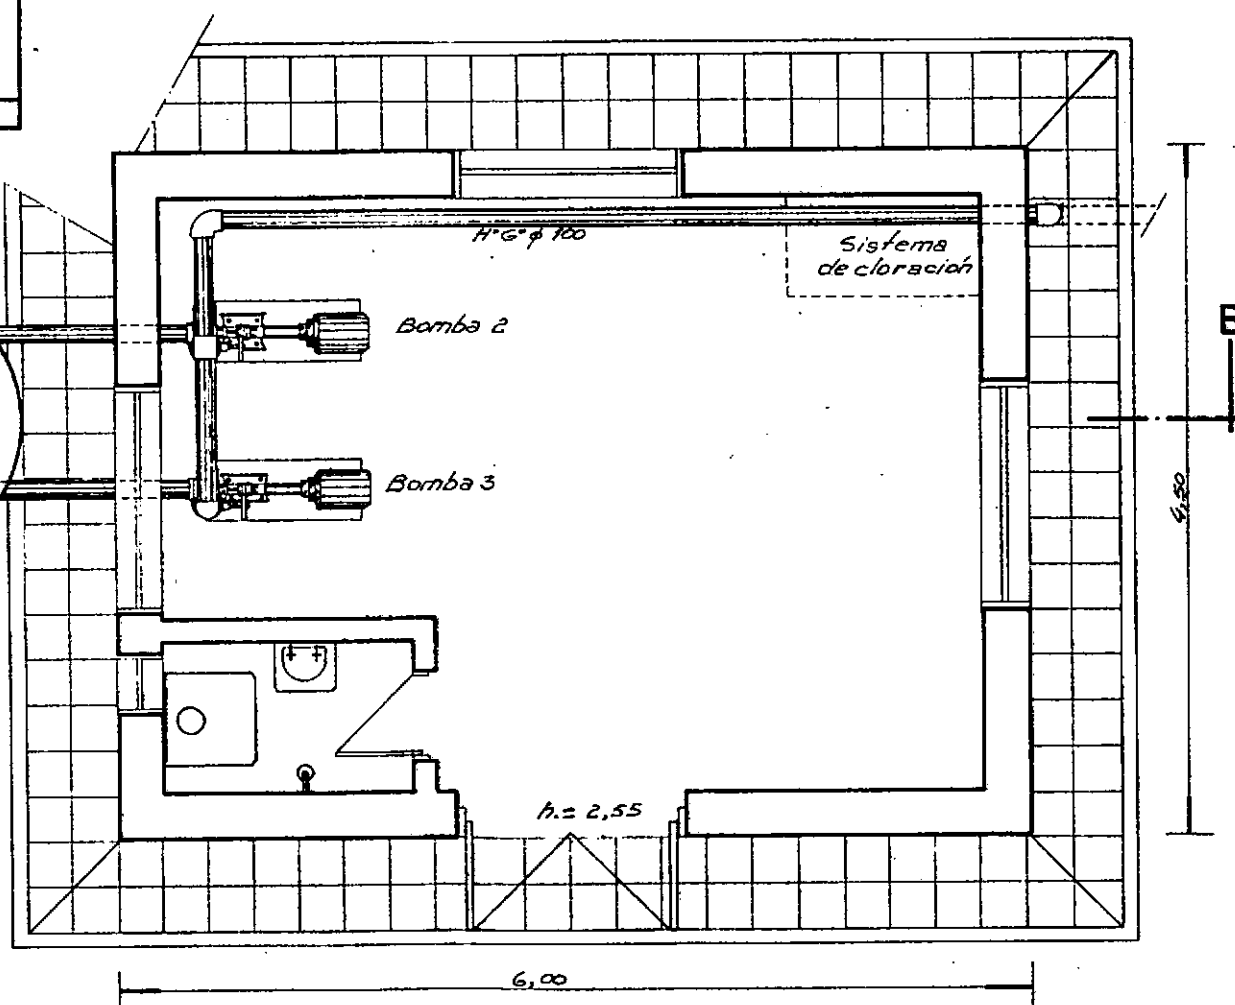 H.º G.º ϕ 100
Sistema
de cloración
Bomba 2
B
Bomba 3
4,50
h.= 2,55
6,00